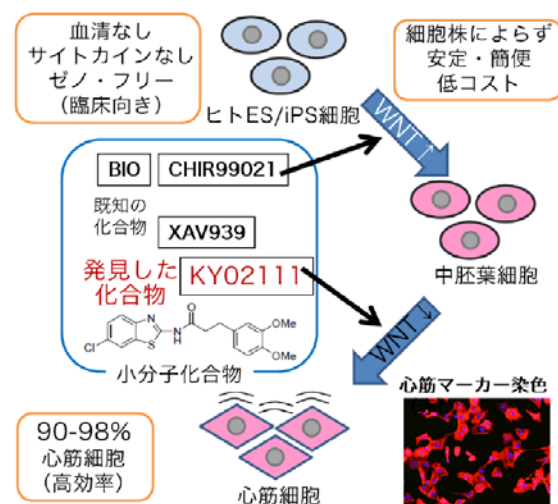 血清なし
サイトカインなし
ゼノ・フリー
（臨床向き）
ヒトES/iPS細胞
細胞株によらず
安定・簡便
低コスト
WNT↑
BIO
CHIR99021
既知の
化合物
XAV939
発見した
化合物
KY02111
中胚葉細胞
WNT↓
Cl
N
S
N
H
O
OMe
OMe
小分子化合物
心筋マーカー染色
90-98%
心筋細胞
（高効率）
心筋細胞